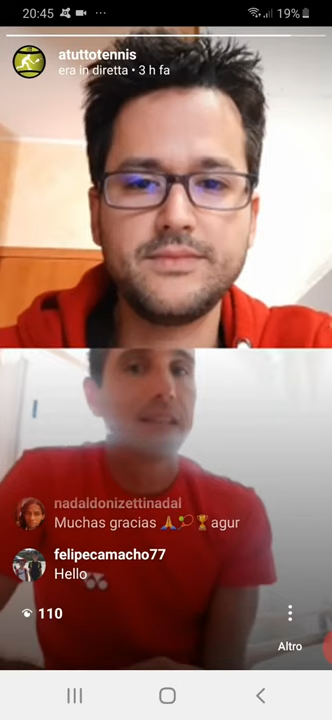 20:45
19%
atuttotennis
era in diretta • 3 h fa
nadaldonizettinadal
Muchas gracias 🙏🎾🏆agur
felipecamacho77
Hello
110
Altro